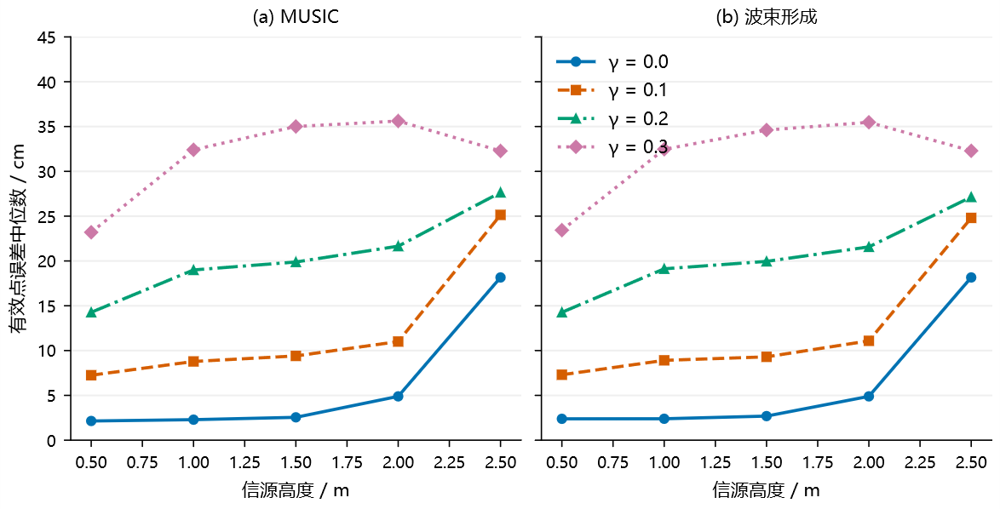 (a) MUSIC
(b) 波束形成
有效点误差中位数 / cm
45
40
35
30
25
20
15
10
5
0
0.50 0.75 1.00 1.25 1.50 1.75 2.00 2.25 2.50
信源高度 / m
γ = 0.0
γ = 0.1
γ = 0.2
γ = 0.3
0.50 0.75 1.00 1.25 1.50 1.75 2.00 2.25 2.50
信源高度 / m